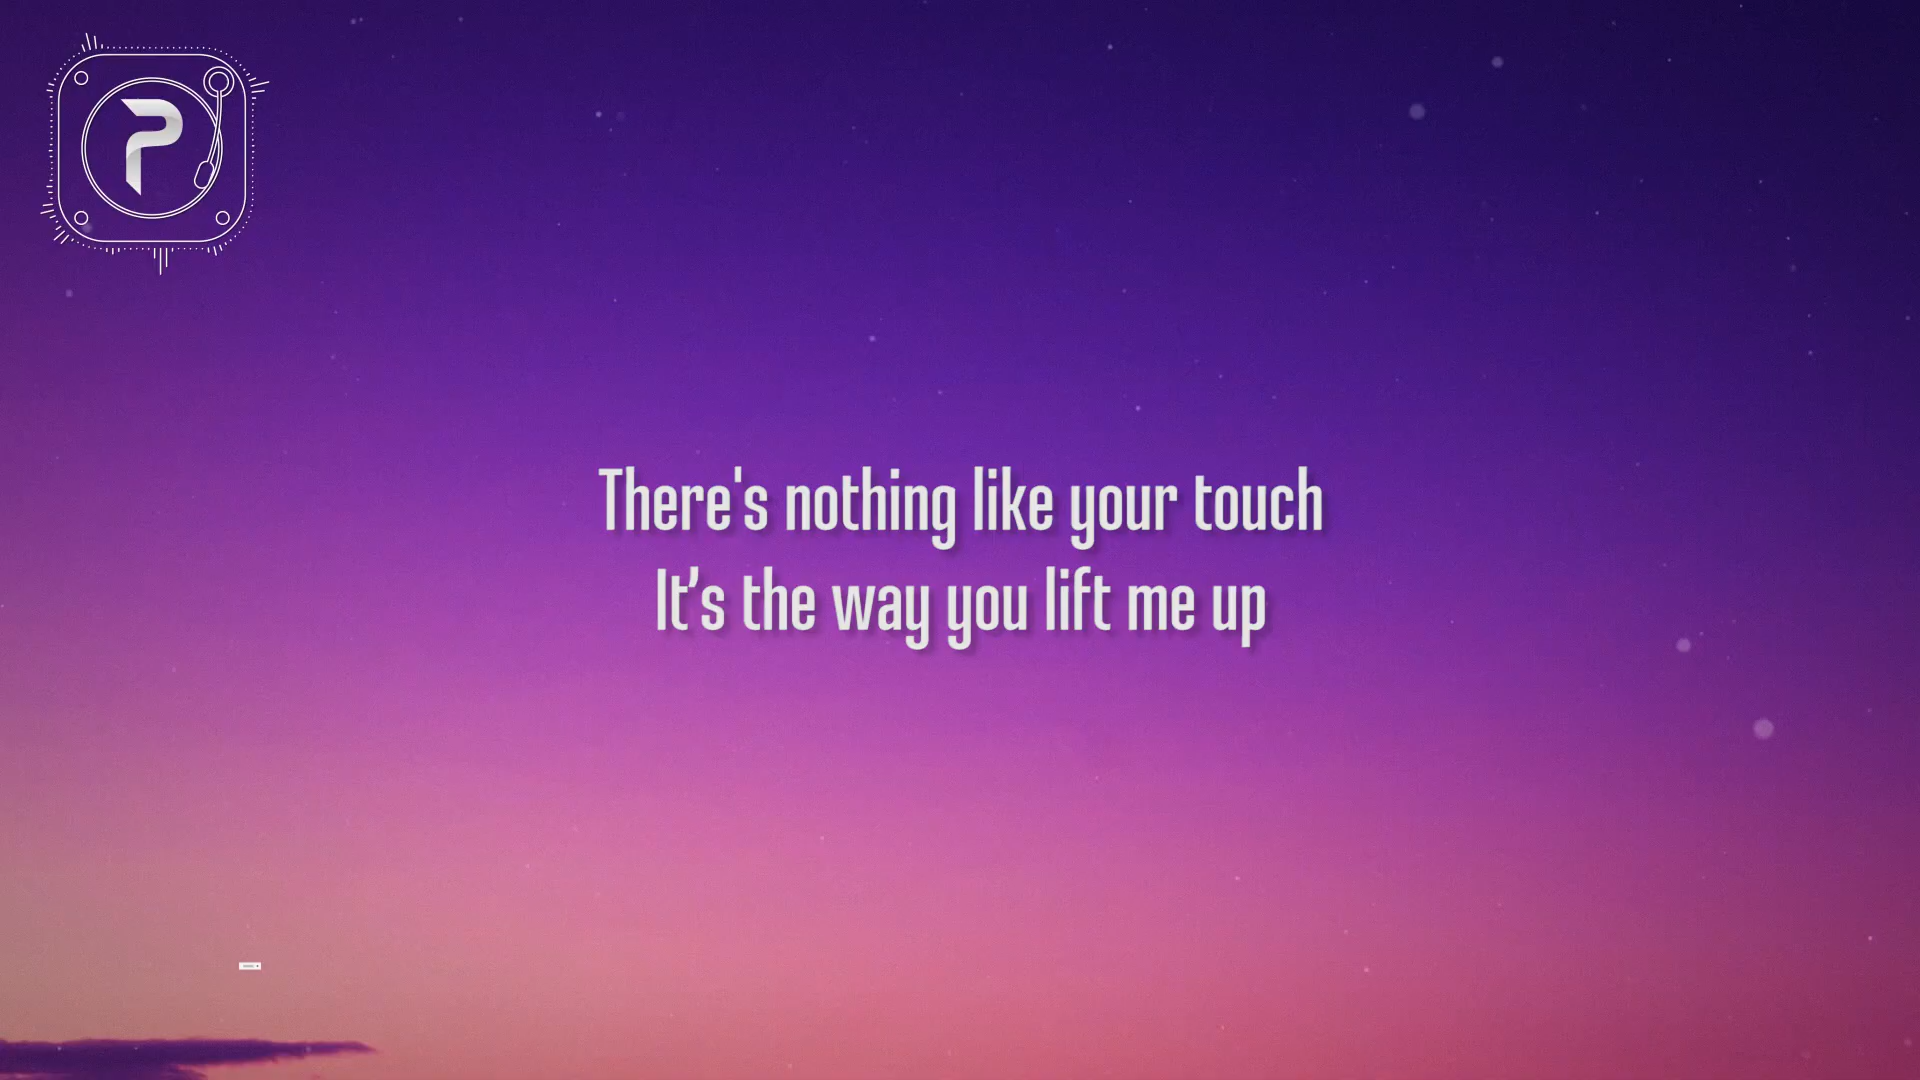 P
There's nothing like your touch
It’s the way you lift me up